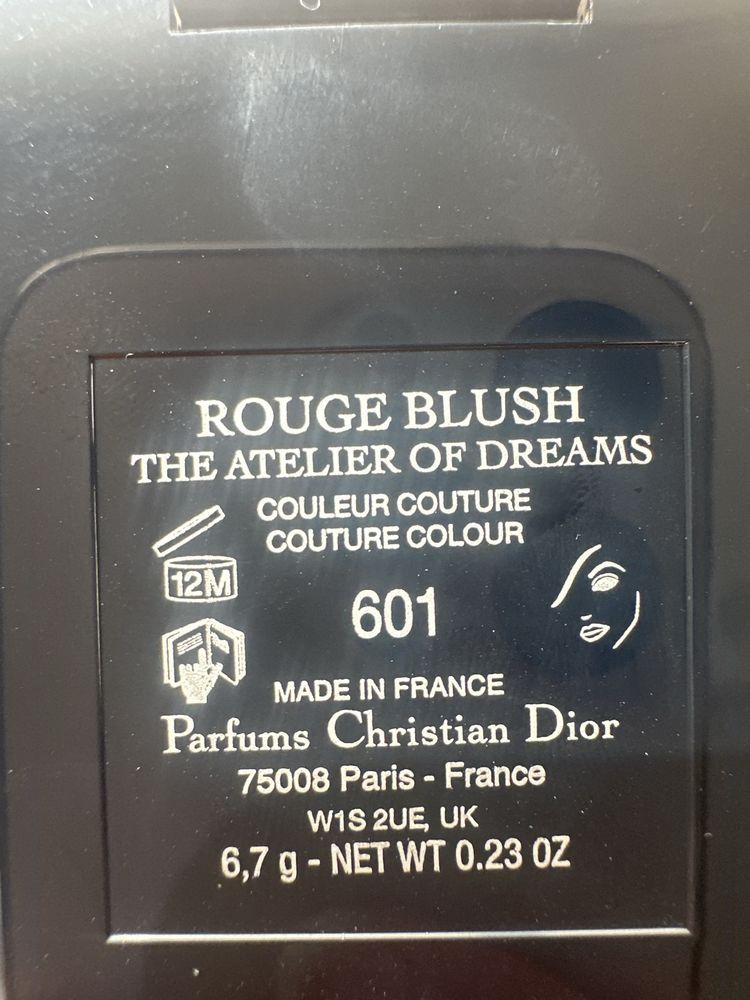 ROUGE BLUSH
THE ATELIER OF DREAMS
COULEUR COUTURE
COUTURE COLOUR
12M
601
MADE IN FRANCE
Parfums Christian Dior
75008 Paris - France
W1S 2UE, UK
6,7 g - NET WT 0.23 OZ